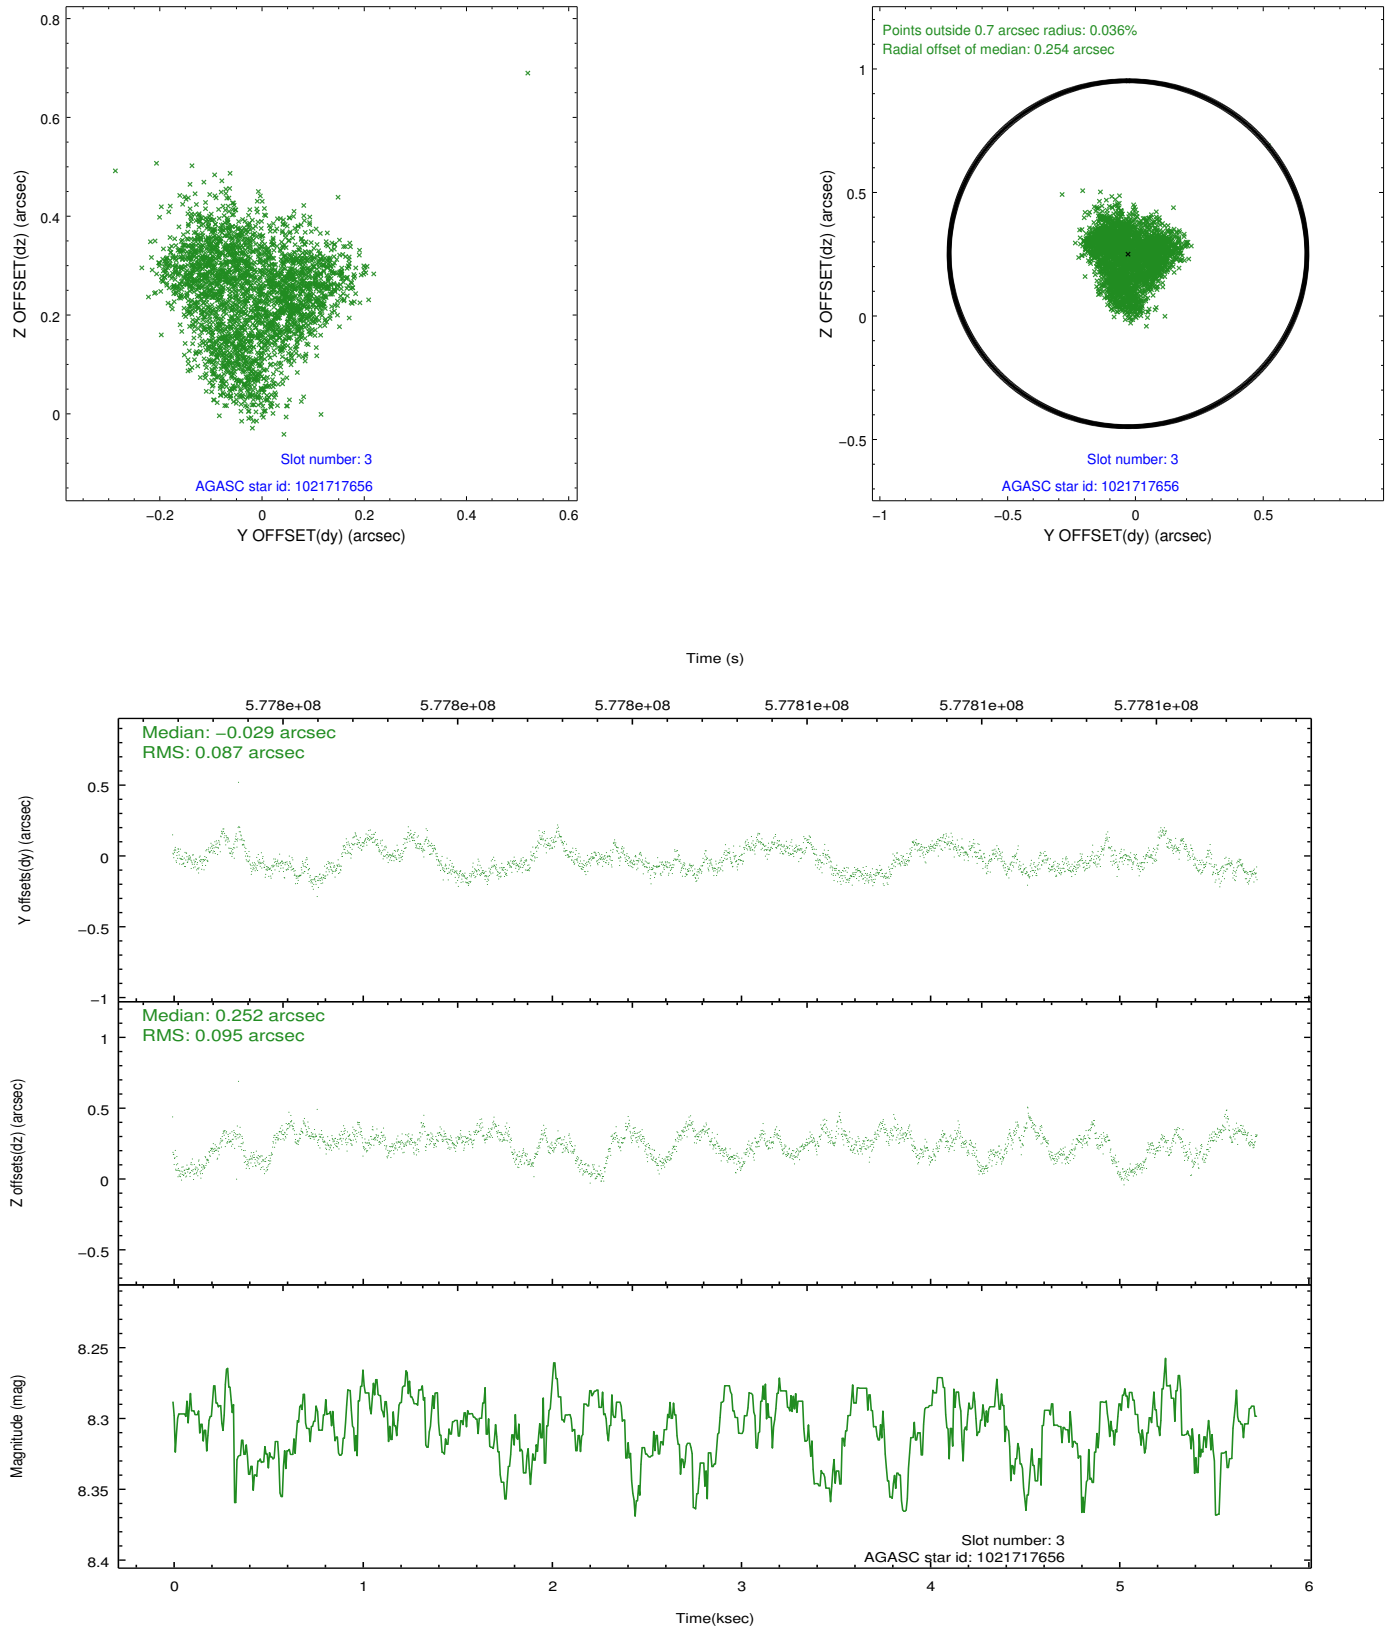 0.8
0.6
0.4
0.2
0
Z OFFSET(dz) (arcsec)
Slot number: 3
AGASC star id: 1021717656
−0.2 0 0.2 0.4 0.6
Y OFFSET(dy) (arcsec)
Points outside 0.7 arcsec radius: 0.036%
Radial offset of median: 0.254 arcsec
1
0.5
0
−0.5
Z OFFSET(dz) (arcsec)
Slot number: 3
AGASC star id: 1021717656
−1 −0.5 0 0.5
Y OFFSET(dy) (arcsec)
Time (s)
5.778e+08 5.778e+08 5.778e+08 5.7781e+08 5.7781e+08 5.7781e+08
Median: −0.029 arcsec
RMS: 0.087 arcsec
0.5
0
−0.5
−1
Y offsets(dy) (arcsec)
Median: 0.252 arcsec
RMS: 0.095 arcsec
1
0.5
0
−0.5
Z offsets(dz) (arcsec)
8.25
8.3
8.35
8.4
Magnitude (mag)
Slot number: 3
AGASC star id: 1021717656
0 1 2 3 4 5 6
Time(ksec)